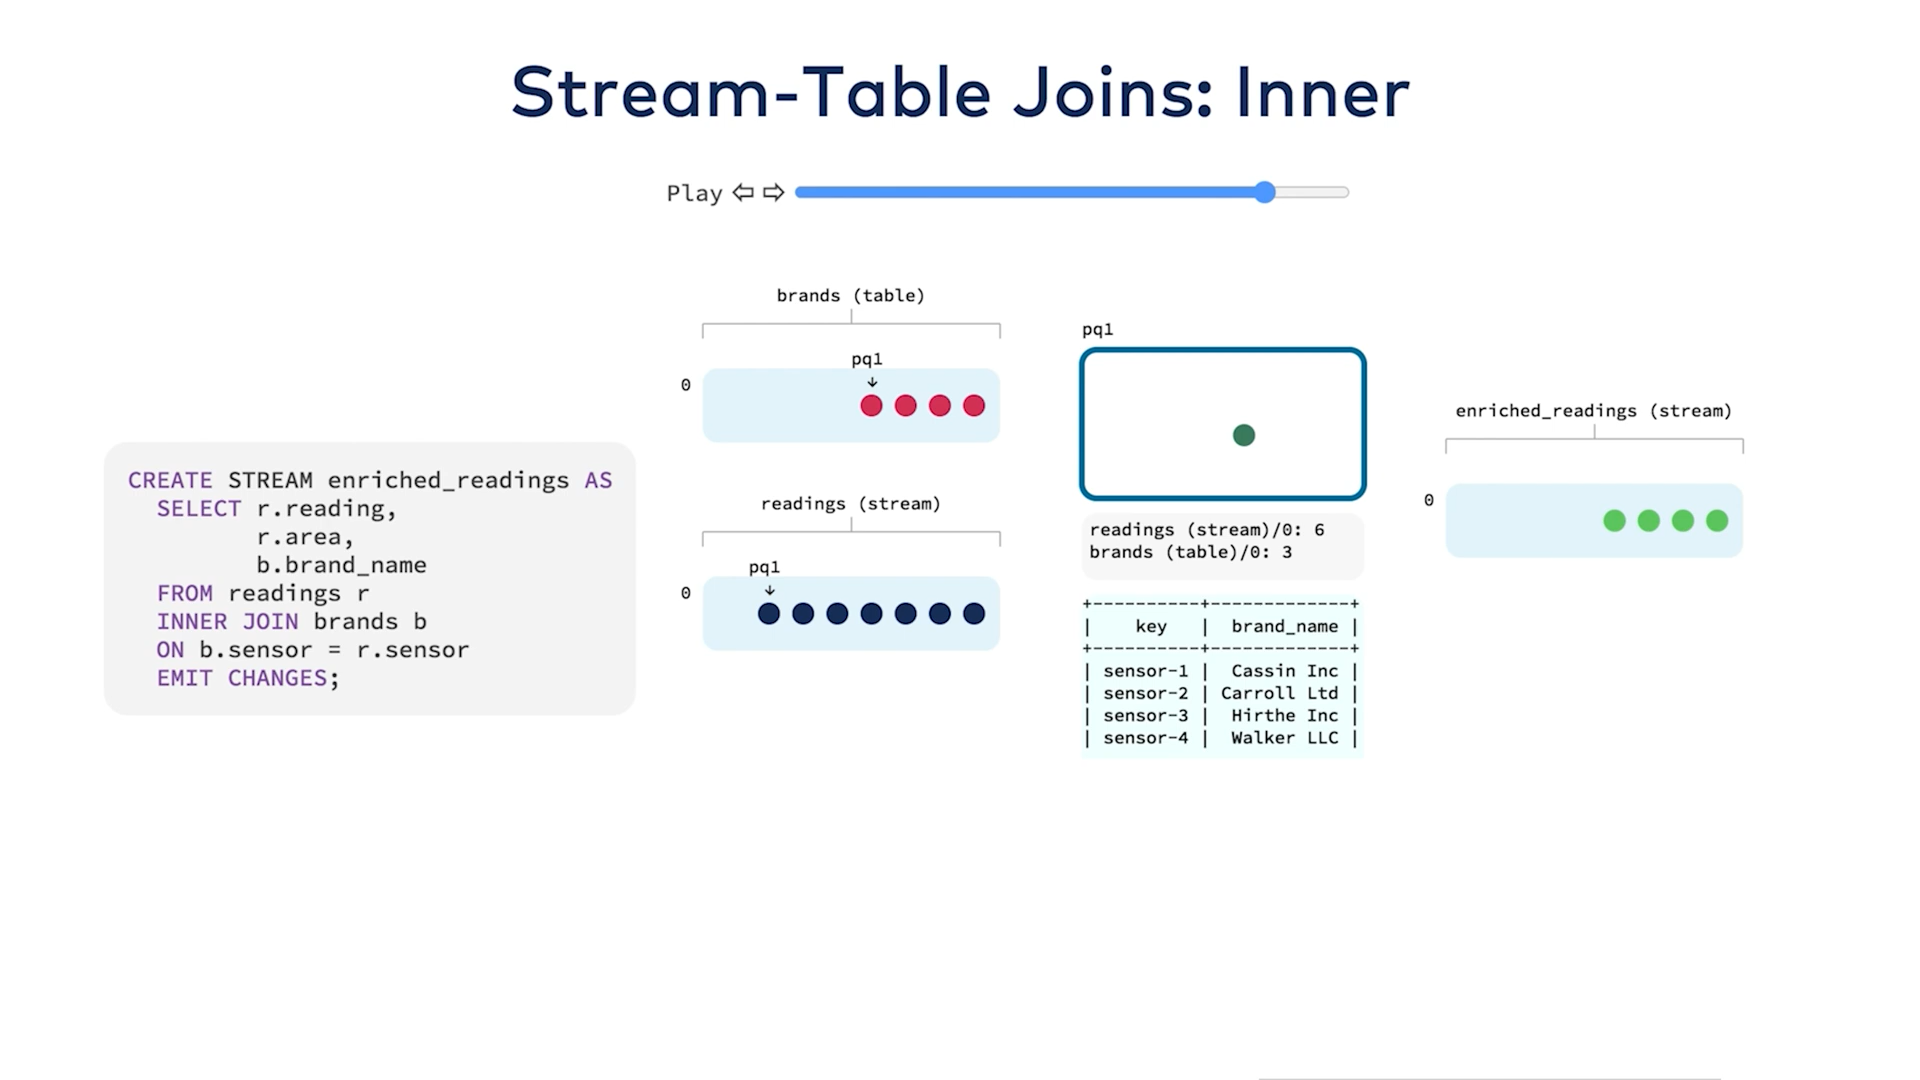 Stream-Table Joins: Inner
Play ⇦ ⇨
CREATE STREAM enriched_readings AS
  SELECT r.reading,
         r.area,
         b.brand_name
  FROM readings r
  INNER JOIN brands b
  ON b.sensor = r.sensor
  EMIT CHANGES;
brands (table)
pq1
↓
0
readings (stream)
pq1
↓
0
pq1
readings (stream)/0: 6
brands (table)/0: 3
+----------+------------+
|    key   |  brand_name |
+----------+------------+
| sensor-1 |  Cassin Inc |
| sensor-2 | Carroll Ltd |
| sensor-3 |  Hirthe Inc |
| sensor-4 |  Walker LLC |
enriched_readings (stream)
0